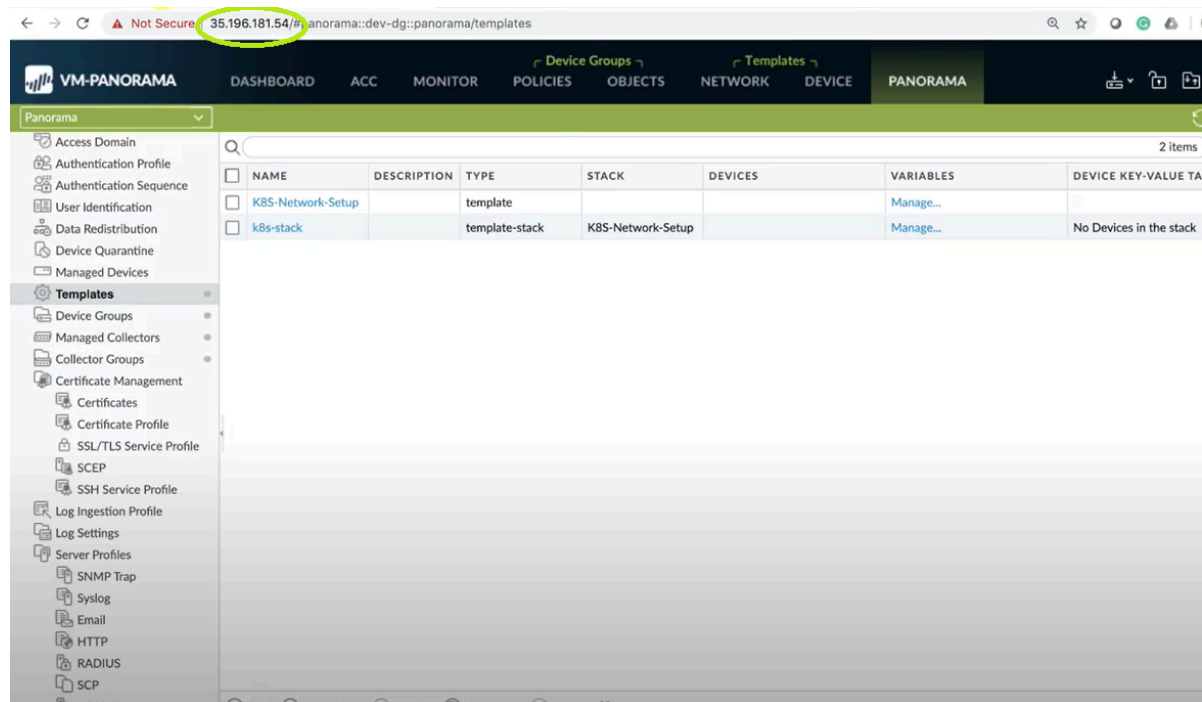 Not Secure 35.196.181.54/#panorama::dev-dg::panorama/templates
VM-PANORAMA
DASHBOARD ACC MONITOR
Device Groups
POLICIES OBJECTS
Templates
NETWORK DEVICE
PANORAMA
Panorama
2 items
NAME DESCRIPTION TYPE STACK DEVICES VARIABLES DEVICE KEY-VALUE TA
K8S-Network-Setup template Manage...
k8s-stack template-stack K8S-Network-Setup Manage... No Devices in the stack
Access Domain
Authentication Profile
Authentication Sequence
User Identification
Data Redistribution
Device Quarantine
Managed Devices
Templates
Device Groups
Managed Collectors
Collector Groups
Certificate Management
Certificates
Certificate Profile
SSL/TLS Service Profile
SCEP
SSH Service Profile
Log Ingestion Profile
Log Settings
Server Profiles
SNMP Trap
Syslog
Email
HTTP
RADIUS
SCP